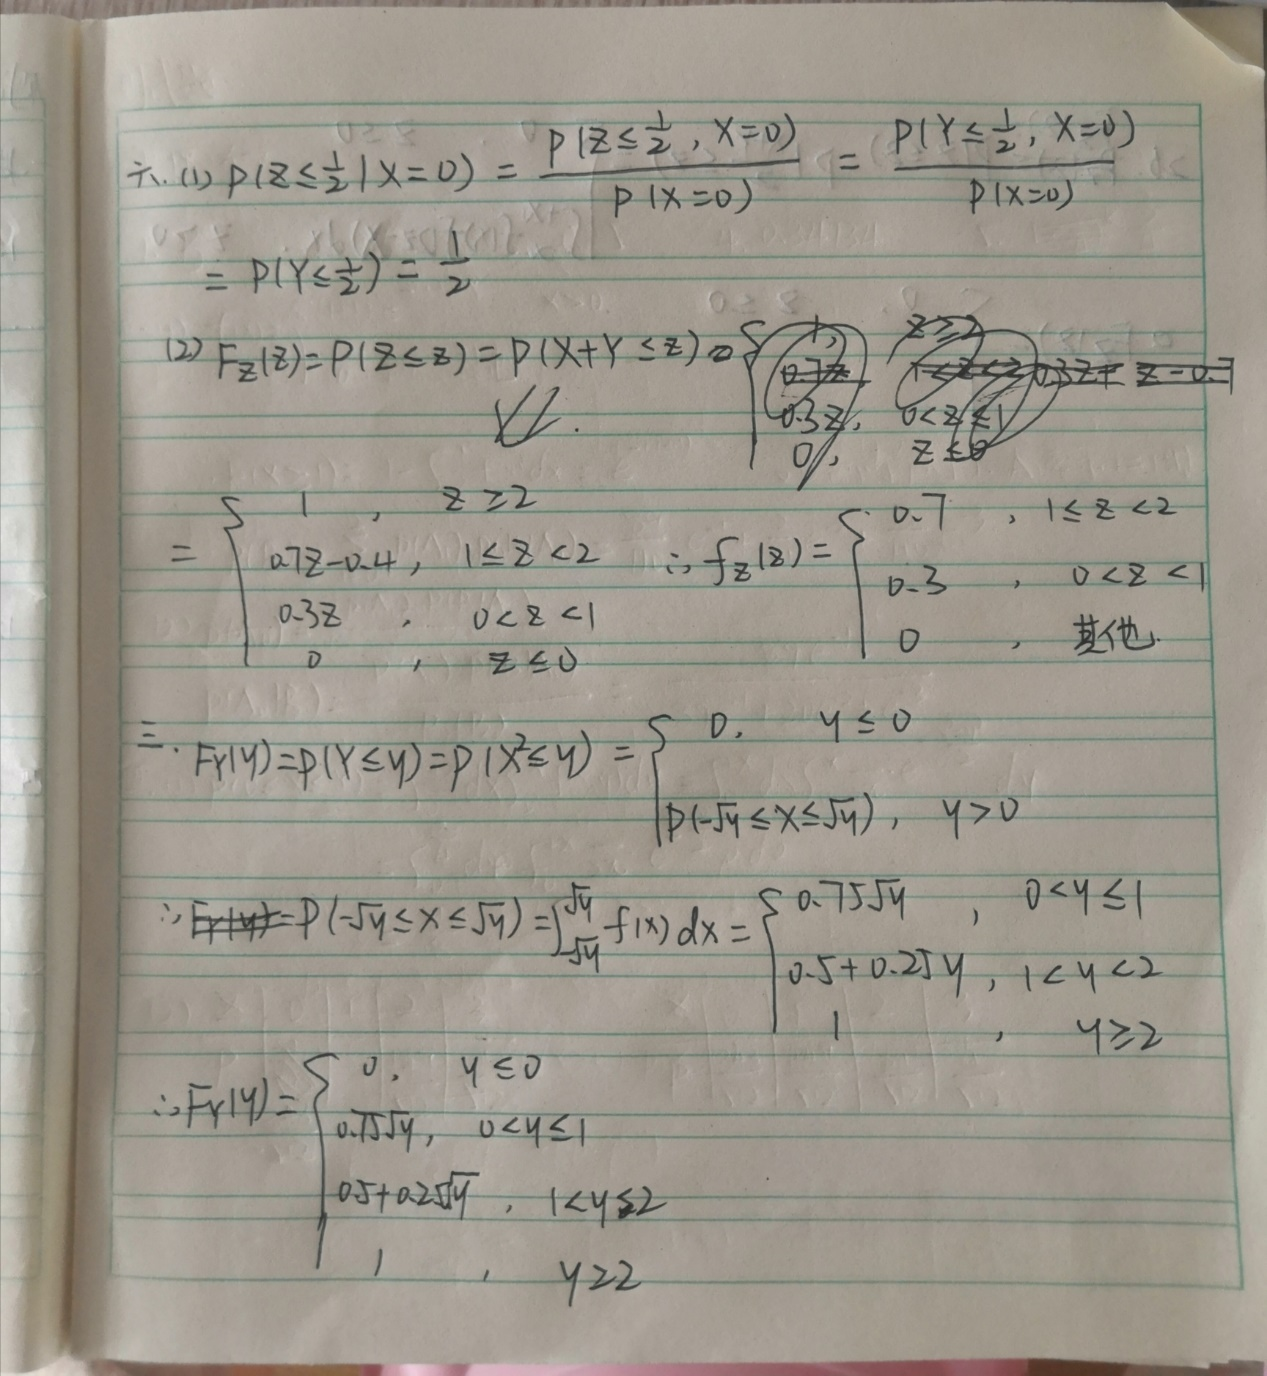 六.(1) P(Z≤1/2|X=0) = P(Z≤1/2, X=0)/P(X=0) = P(Y≤1/2, X=0)/P(X=0)
= P(Y≤1/2) = 1/2
(2) F_Z(z)=P(Z≤z)=P(X+Y≤z)= { 1, z≥2
0.3z, 0<z≤1
0, z≤0
= { 1, z≥2
0.7z-0.4, 1≤z<2
0.3z, 0<z<1
0, z≤0
∴ f_Z(z)= { 0.7, 1≤z<2
0.3, 0<z<1
0, 其他.
三. F_Y(y)=P(Y≤y)=P(X²≤y) = { 0, y≤0
P(-√y≤X≤√y), y>0
∴ F_Y(y)=P(-√y≤X≤√y)=∫_{-√y}^{√y} f(x)dx= { 0.75√y, 0<y≤1
0.5+0.25y, 1<y<2
1, y≥2
∴ F_Y(y)= { 0, y≤0
0.75√y, 0<y≤1
0.5+0.25√y, 1<y≤2
1, y≥2